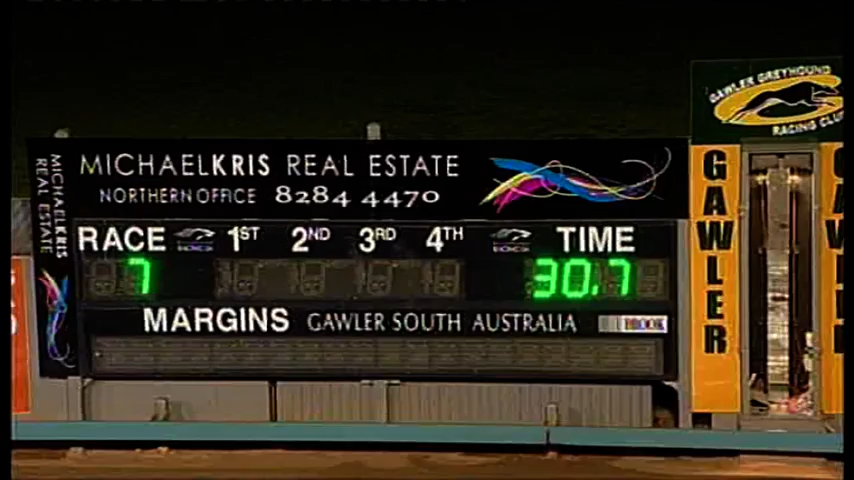 GAWLER GREYHOUND
RACING CLUB
MICHAELKRIS REAL ESTATE
NORTHERN OFFICE 8284 4470
MICHAELKRIS
REAL ESTATE
RACE 1ST 2ND 3RD 4TH TIME
7 30.7
MARGINS GAWLER SOUTH AUSTRALIA
GAWLER